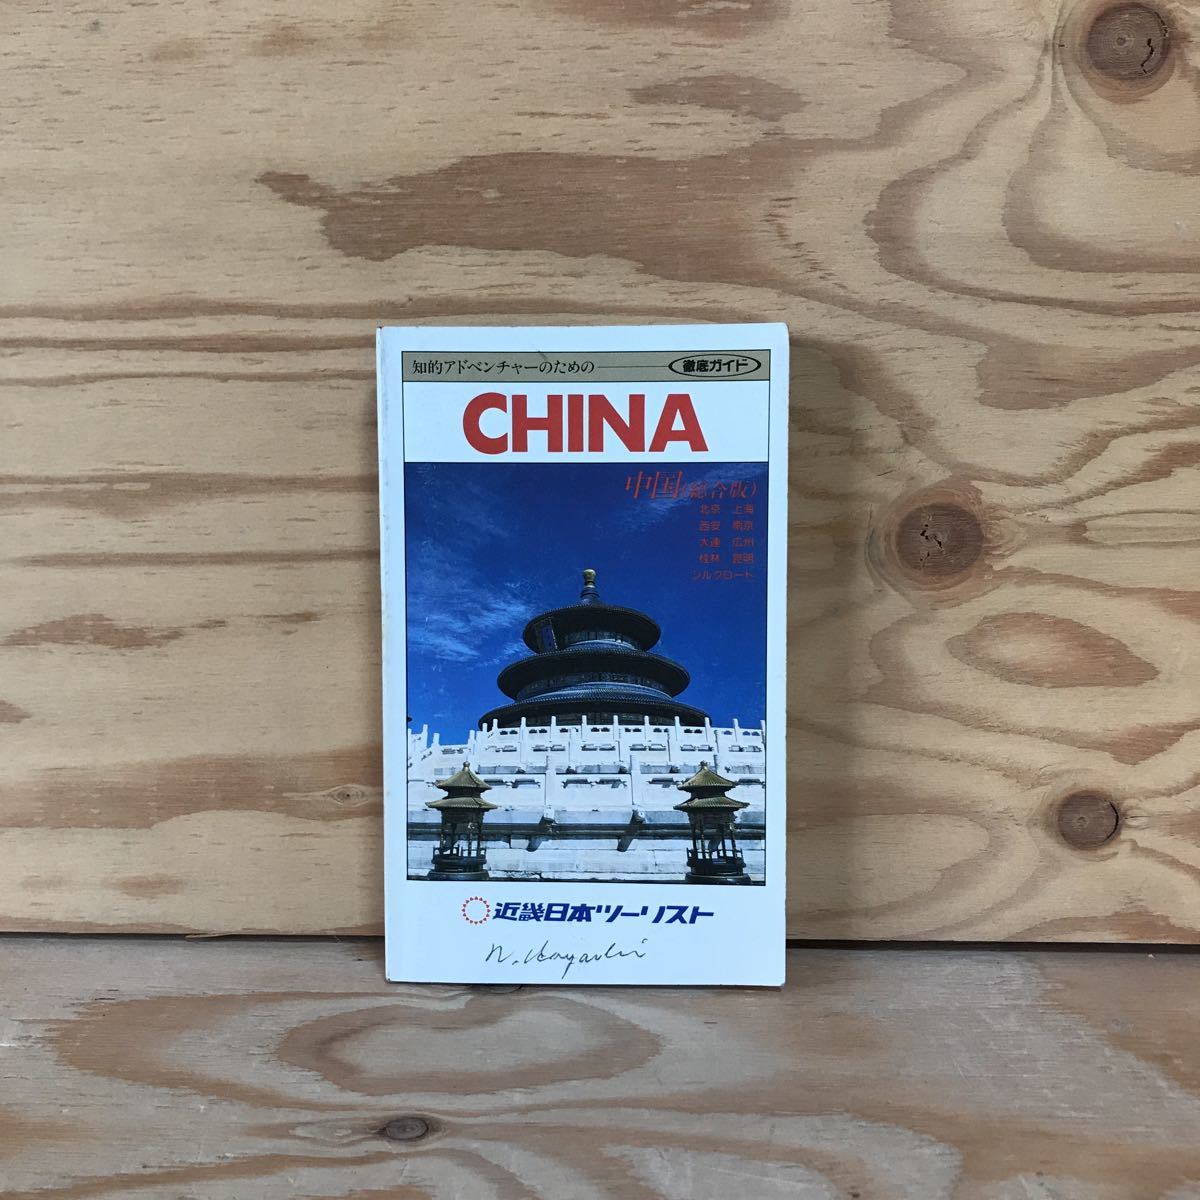 知的アドベンチャーのための 徹底ガイド
CHINA
中国(総合版)
北京 上海
西安 南京
大連 広州
桂林 昆明
シルクロード
近畿日本ツーリスト